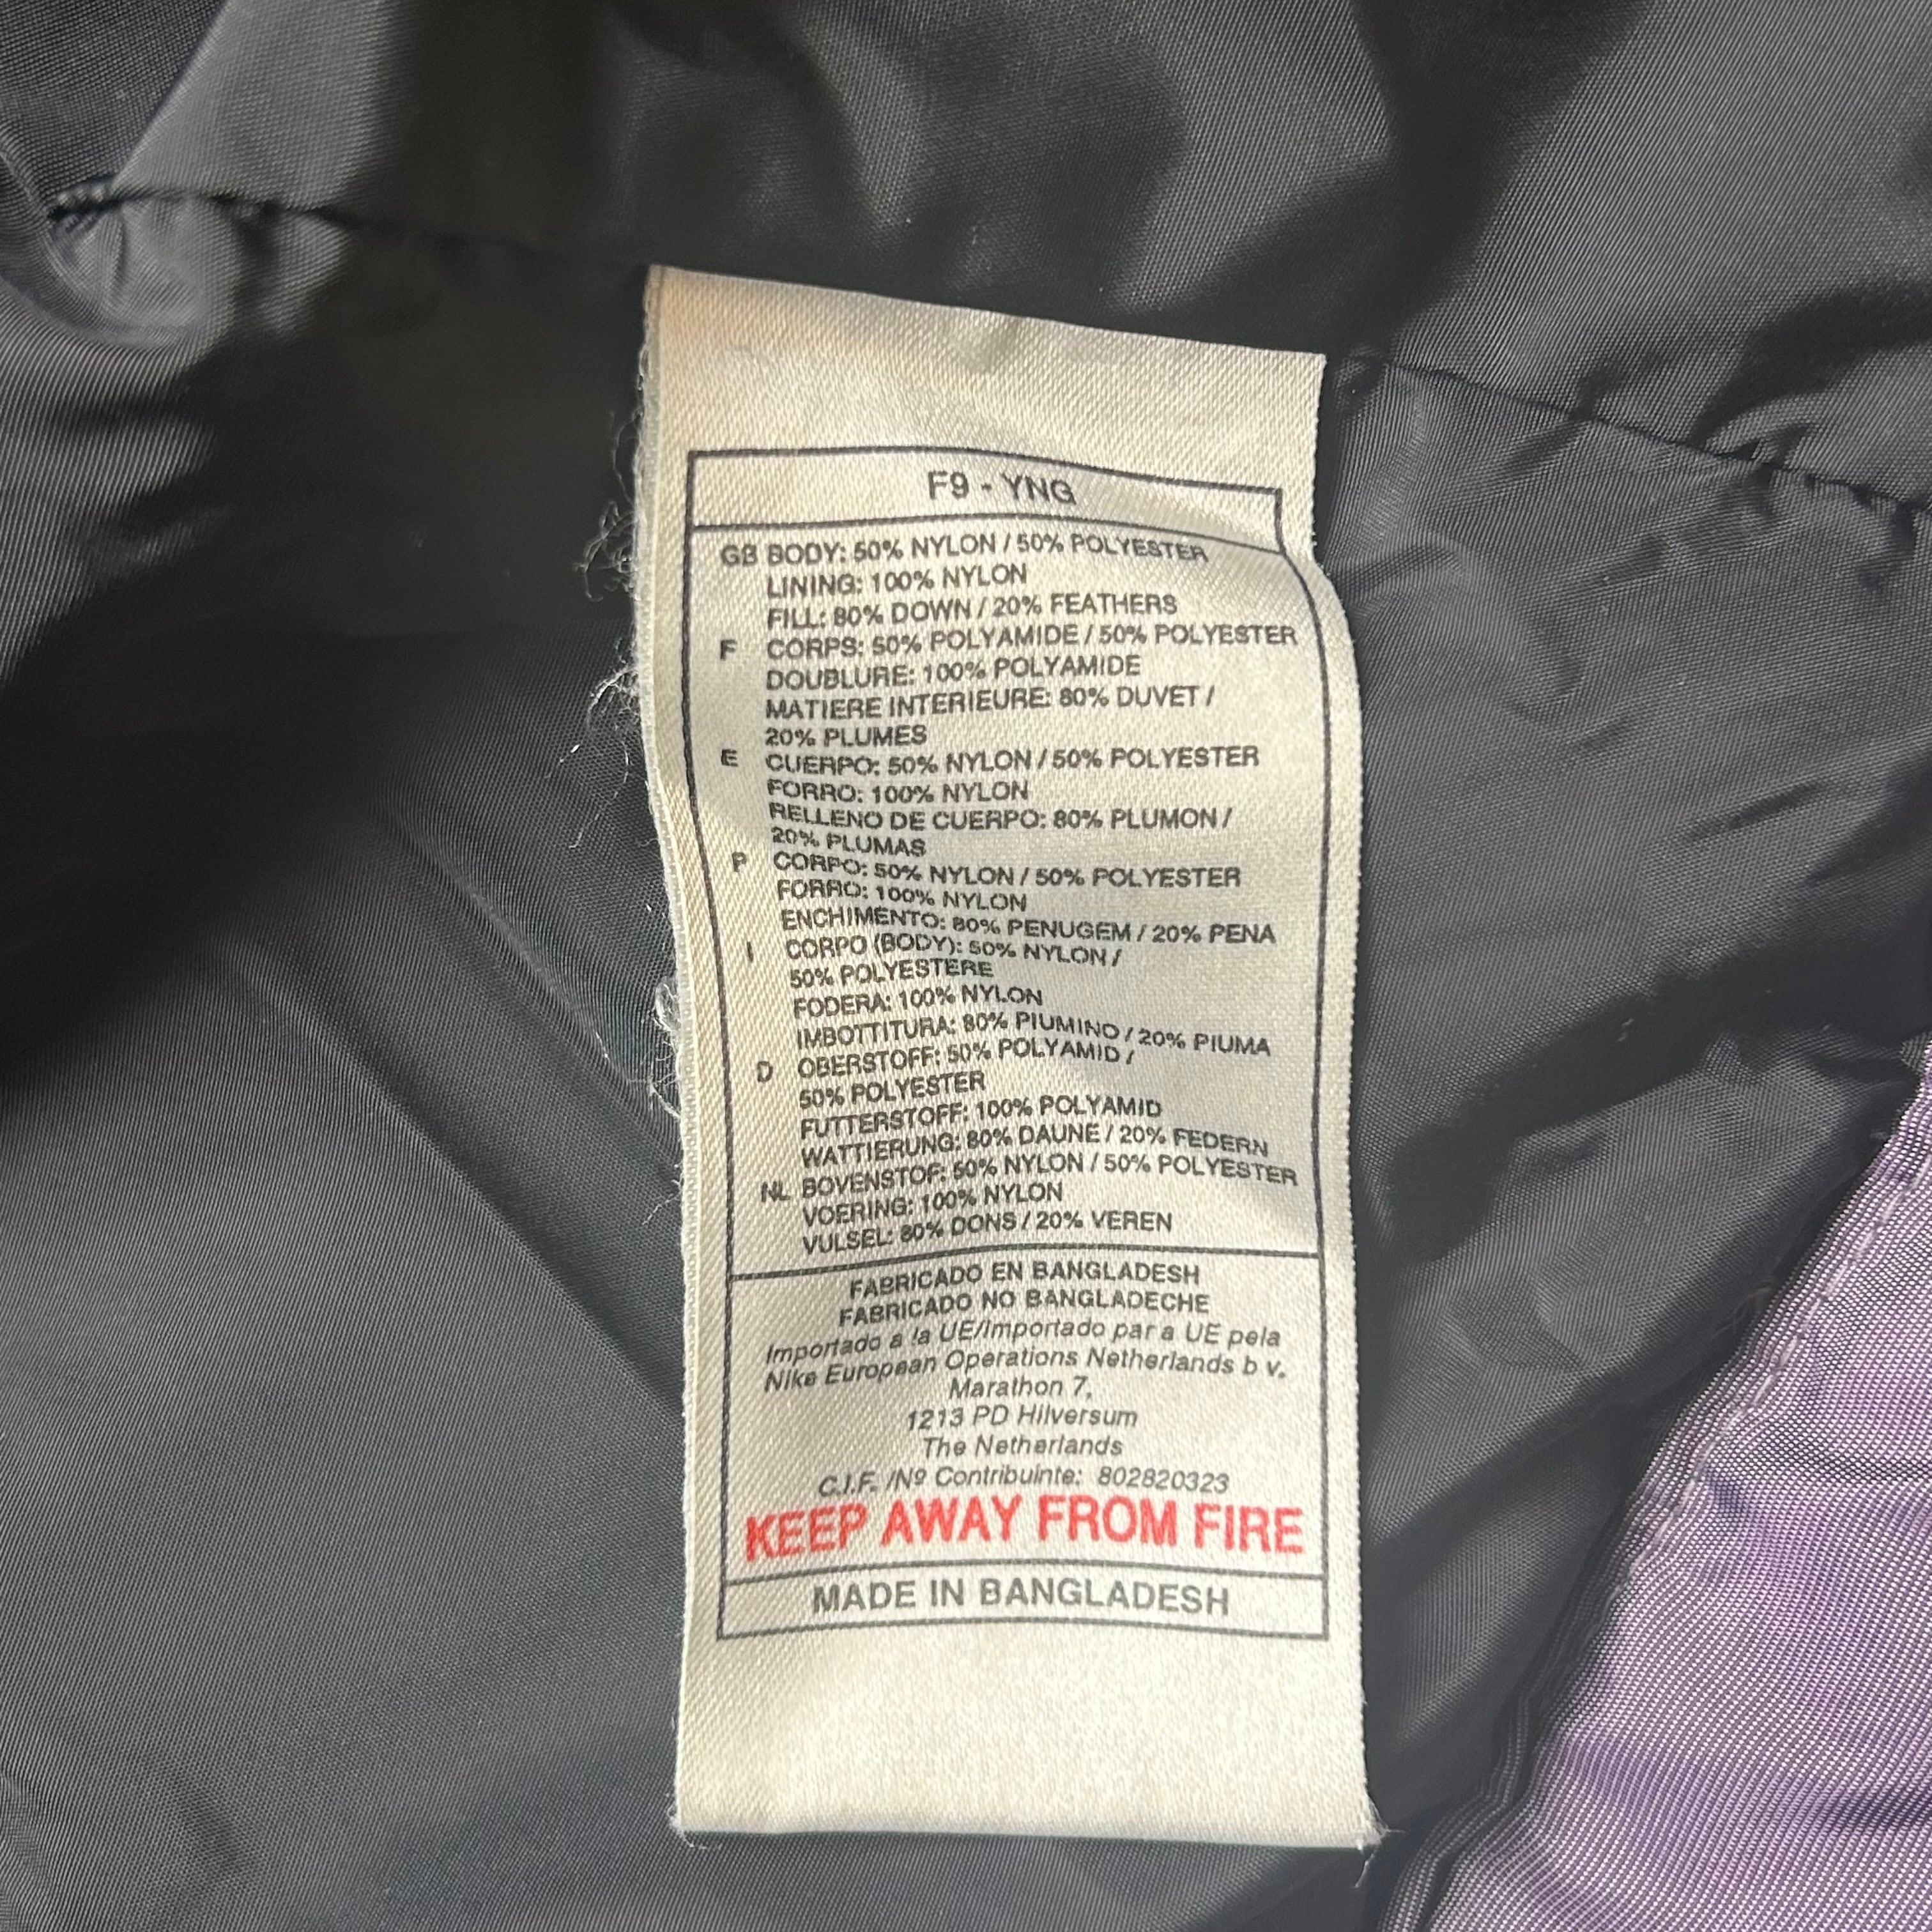 F9 - YNG
GB BODY: 50% NYLON / 50% POLYESTER
LINING: 100% NYLON
FILL: 80% DOWN / 20% FEATHERS
F CORPS: 50% POLYAMIDE / 50% POLYESTER
DOUBLURE: 100% POLYAMIDE
MATIERE INTERIEURE: 80% DUVET /
20% PLUMES
E CUERPO: 50% NYLON / 50% POLYESTER
FORRO: 100% NYLON
RELLENO DE CUERPO: 80% PLUMON /
20% PLUMAS
P CORPO: 50% NYLON / 50% POLYESTER
FORRO: 100% NYLON
ENCHIMENTO: 80% PENUGEM / 20% PENA
I CORPO (BODY): 50% NYLON /
50% POLYESTERE
FODERA: 100% NYLON
IMBOTTITURA: 80% PIUMINO / 20% PIUMA
D OBERSTOFF: 50% POLYAMID /
50% POLYESTER
FUTTERSTOFF: 100% POLYAMID
WATTIERUNG: 80% DAUNE / 20% FEDERN
NL BOVENSTOF: 50% NYLON / 50% POLYESTER
VOERING: 100% NYLON
VULSEL: 80% DONS / 20% VEREN
FABRICADO EN BANGLADESH
FABRICADO NO BANGLADECHE
Importado a la UE/Importado par a UE pela
Nike European Operations Netherlands b v.
Marathon 7,
1213 PD Hilversum
The Netherlands
C.I.F. /Nº Contribuinte: 802820323
KEEP AWAY FROM FIRE
MADE IN BANGLADESH